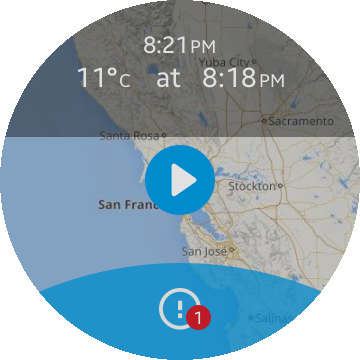 8:21PM
11°C at 8:18PM
Yuba City
Sacramento
Santa Rosa
Stockton
San Franc
San José
1
Salinas